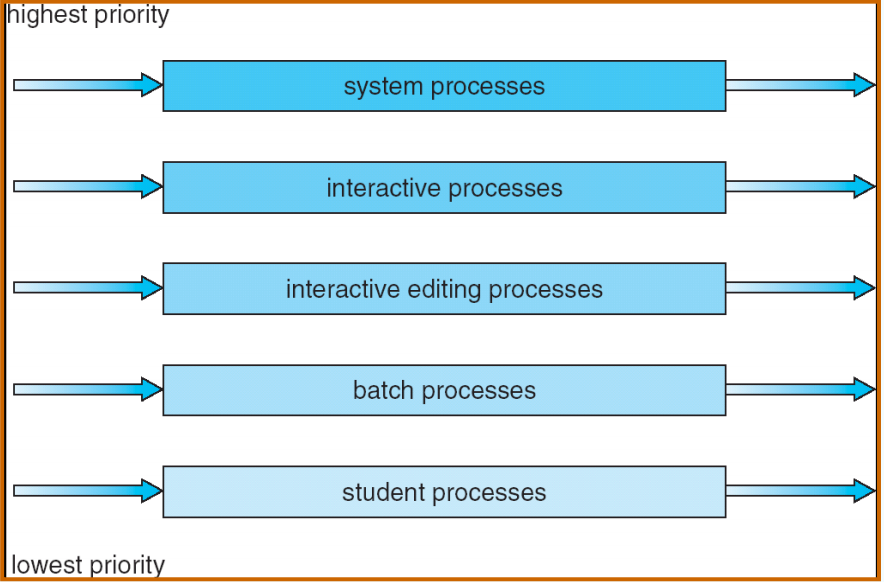 highest priority
system processes
interactive processes
interactive editing processes
batch processes
student processes
lowest priority